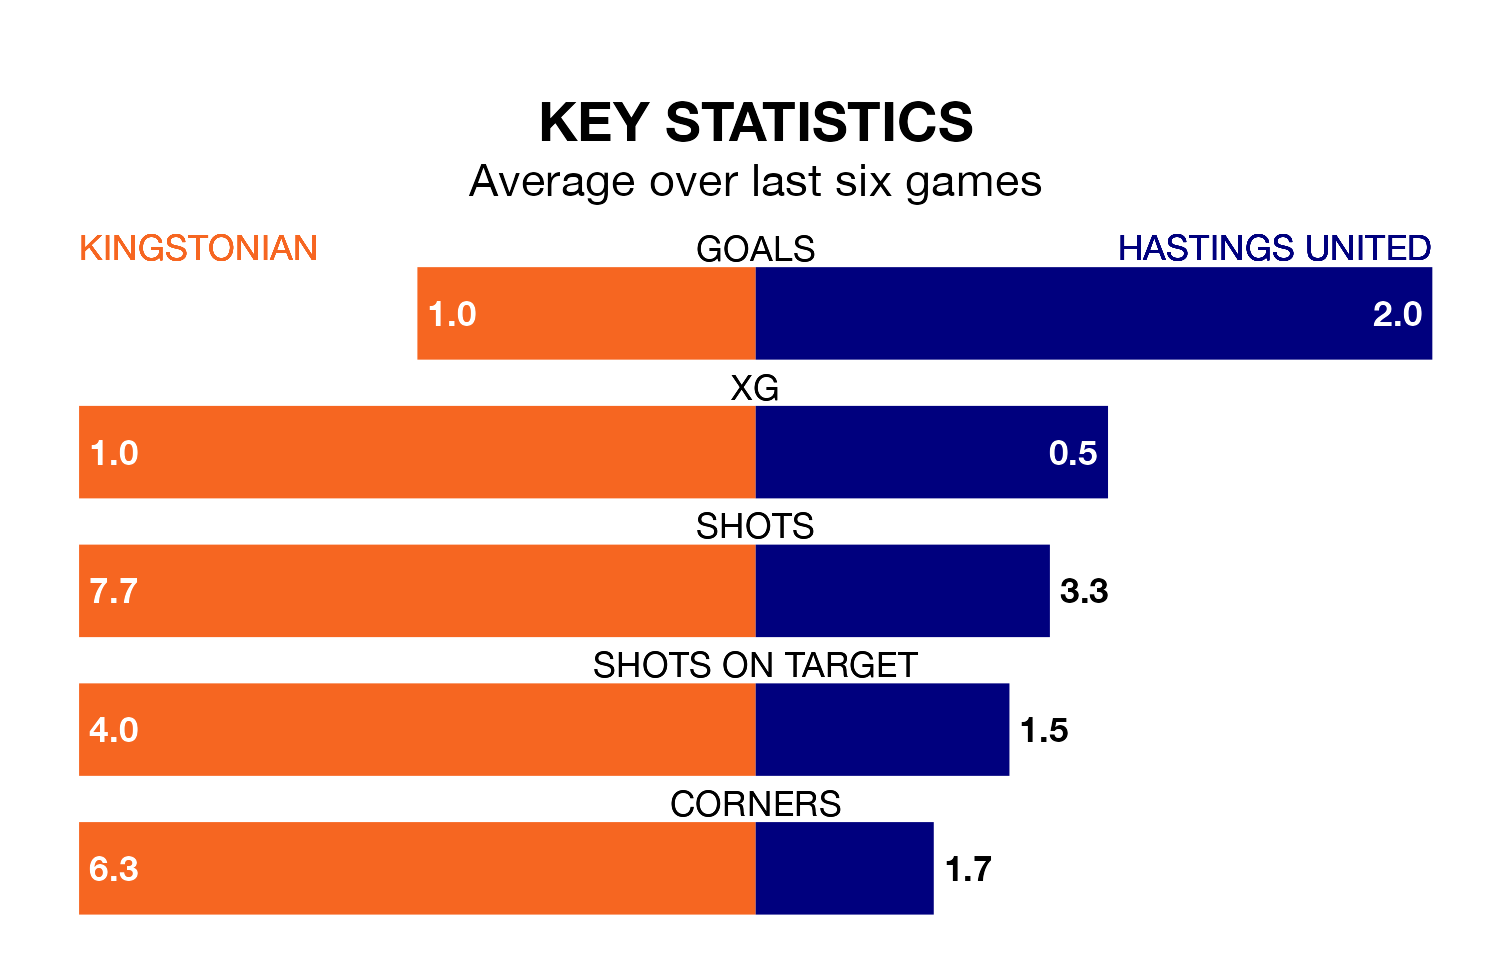 KEY STATISTICS
Average over last six games
KINGSTONIAN GOALS HASTINGS UNITED
1.0 2.0
XG
1.0 0.5
SHOTS
7.7 3.3
SHOTS ON TARGET
4.0 1.5
CORNERS
6.3 1.7